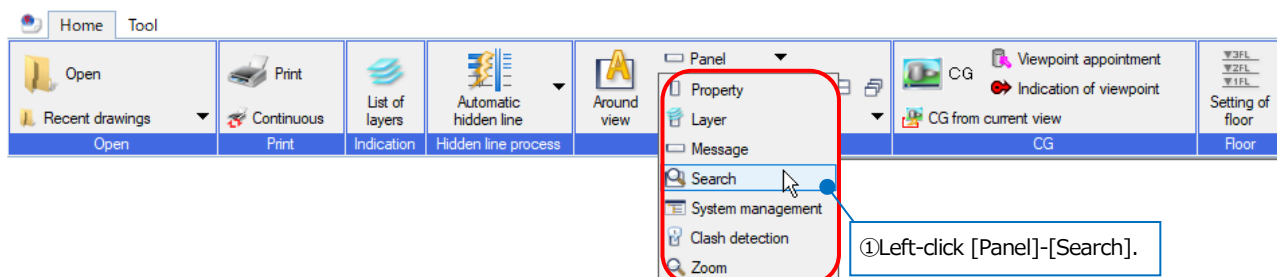 Home Tool
Open
Recent drawings
Open
Print
Continuous
Print
List of
layers
Indication
Automatic
hidden line
Hidden line process
Around
view
Panel
Property
Layer
Message
Search
System management
Clash detection
Zoom
CG
Viewpoint appointment
Indication of viewpoint
CG from current view
CG
▼3FL
▼2FL
▼1FL
Setting of
floor
Floor
①Left-click [Panel]-[Search].